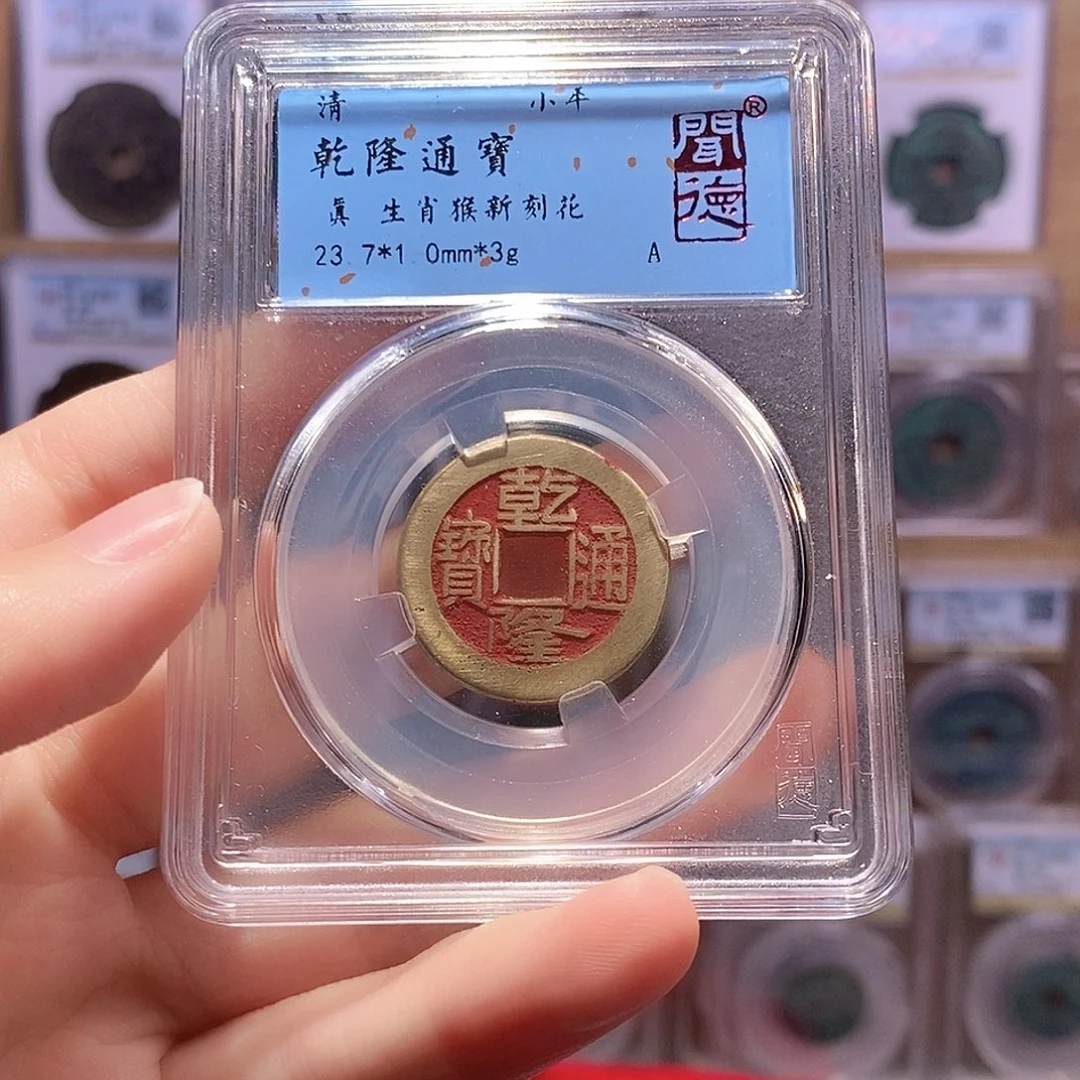 清 小平
乾隆通寶
真 生肖猴新刻花
23.7*1.0mm*3g A
聞德®
乾隆通寶
聞德